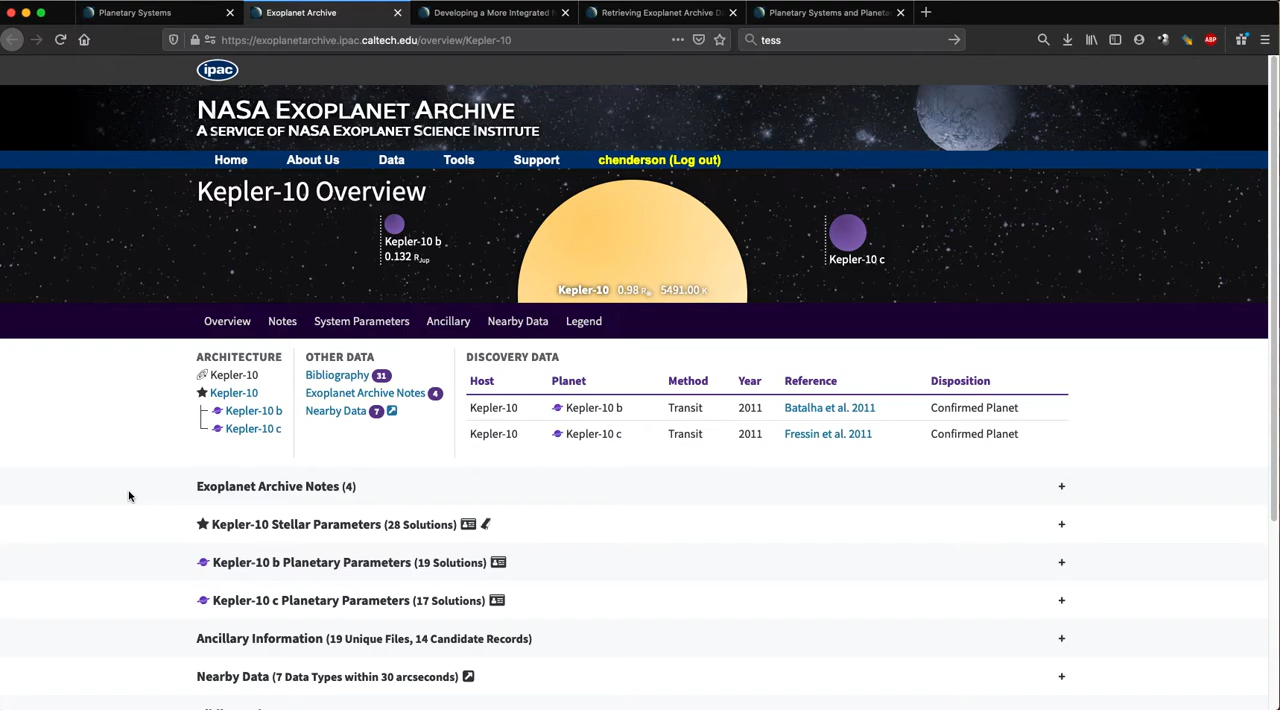 Planetary Systems
Exoplanet Archive
Developing a More Integrated
Retrieving Exoplanet Archive D
Planetary Systems and Planet
https://exoplanetarchive.ipac.caltech.edu/overview/Kepler-10
tess
ABP
ipac
NASA EXOPLANET ARCHIVE
A SERVICE OF NASA EXOPLANET SCIENCE INSTITUTE
Home About Us Data Tools Support chenderson (Log out)
Kepler-10 Overview
Kepler-10 b
0.132 RJup
Kepler-10 c
Kepler-10 0.98 R 5491.00 K
Overview Notes System Parameters Ancillary Nearby Data Legend
ARCHITECTURE
Kepler-10
Kepler-10
Kepler-10 b
Kepler-10 c
OTHER DATA
Bibliography 31
Exoplanet Archive Notes 4
Nearby Data 7
DISCOVERY DATA
Host Planet Method Year Reference Disposition
Kepler-10 Kepler-10 b Transit 2011 Batalha et al. 2011 Confirmed Planet
Kepler-10 Kepler-10 c Transit 2011 Fressin et al. 2011 Confirmed Planet
Exoplanet Archive Notes (4) +
Kepler-10 Stellar Parameters (28 Solutions) +
Kepler-10 b Planetary Parameters (19 Solutions) +
Kepler-10 c Planetary Parameters (17 Solutions) +
Ancillary Information (19 Unique Files, 14 Candidate Records) +
Nearby Data (7 Data Types within 30 arcseconds) +